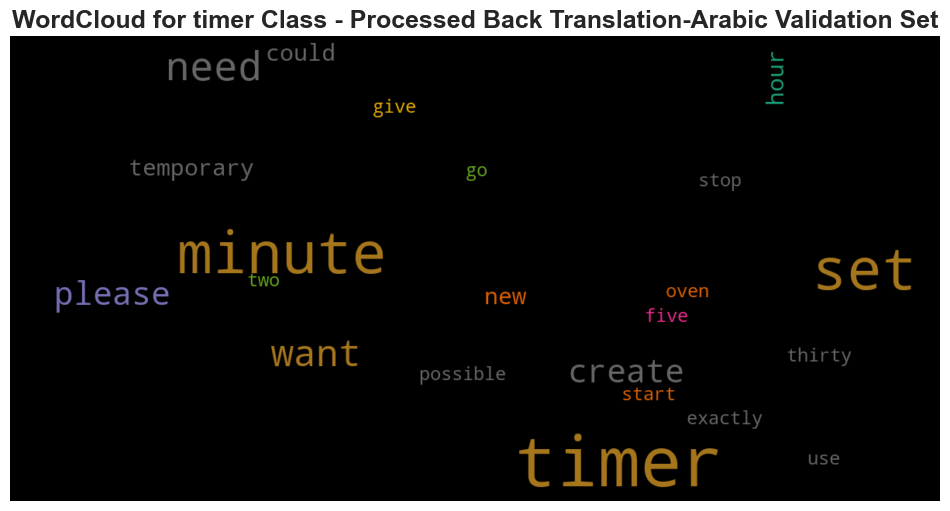 WordCloud for timer Class - Processed Back Translation-Arabic Validation Set
need
could
hour
give
temporary
go
stop
minute
set
two
please
new
oven
five
want
possible
create
thirty
start
exactly
timer
use